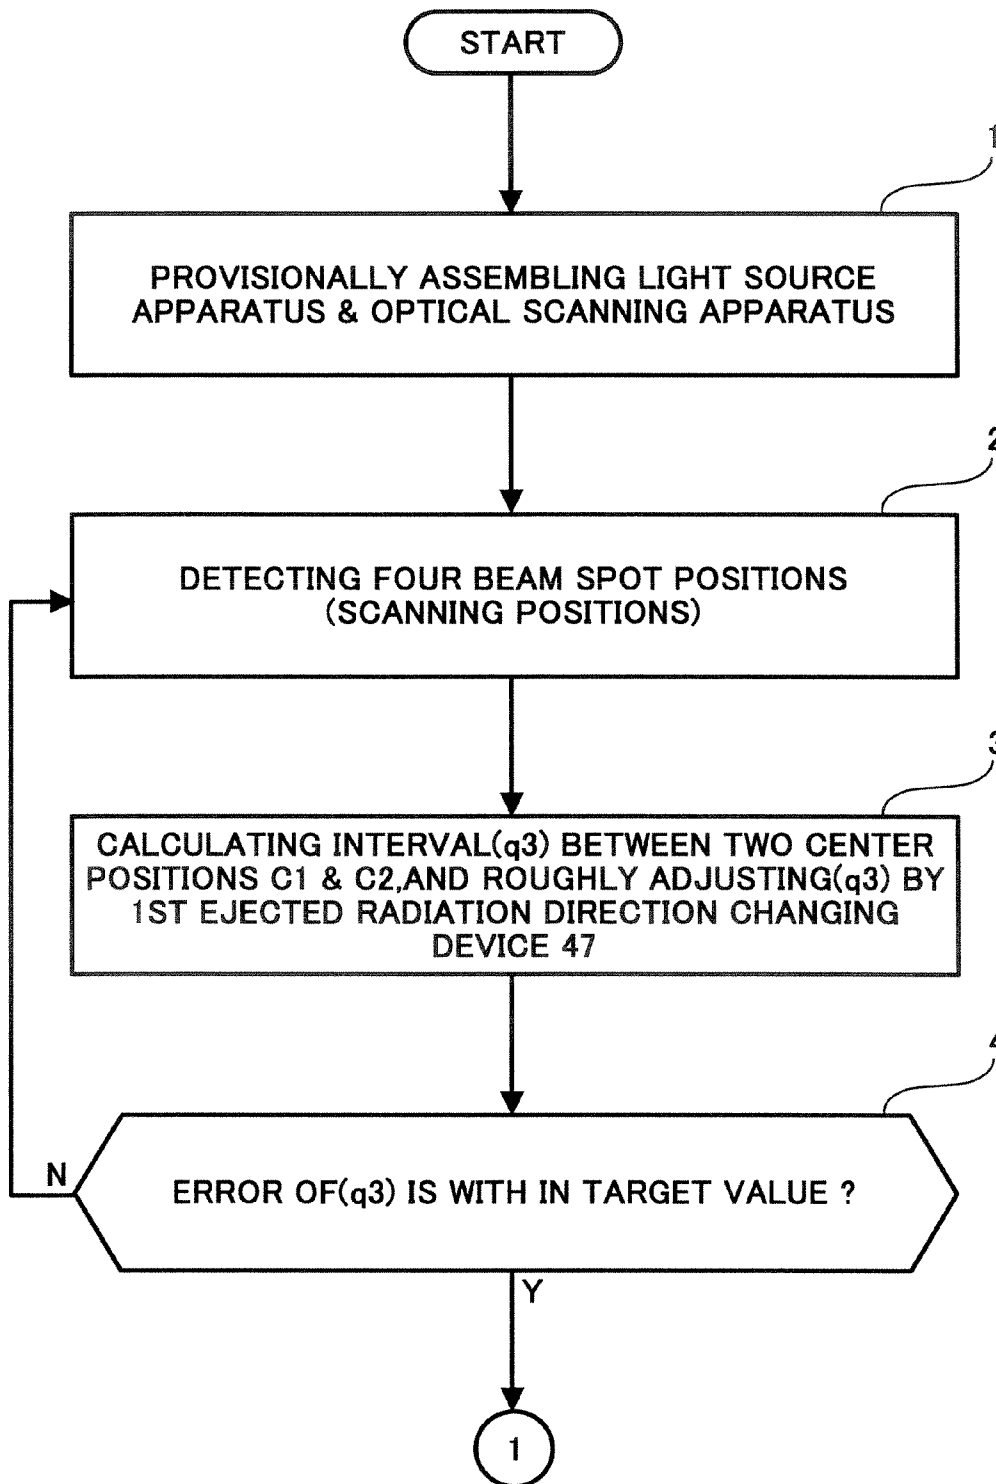 START
1
PROVISIONALLY ASSEMBLING LIGHT SOURCE
APPARATUS & OPTICAL SCANNING APPARATUS
2
DETECTING FOUR BEAM SPOT POSITIONS
(SCANNING POSITIONS)
3
CALCULATING INTERVAL(q3) BETWEEN TWO CENTER
POSITIONS C1 & C2,AND ROUGHLY ADJUSTING(q3) BY
1ST EJECTED RADIATION DIRECTION CHANGING
DEVICE 47
4
N
ERROR OF(q3) IS WITH IN TARGET VALUE ?
Y
1